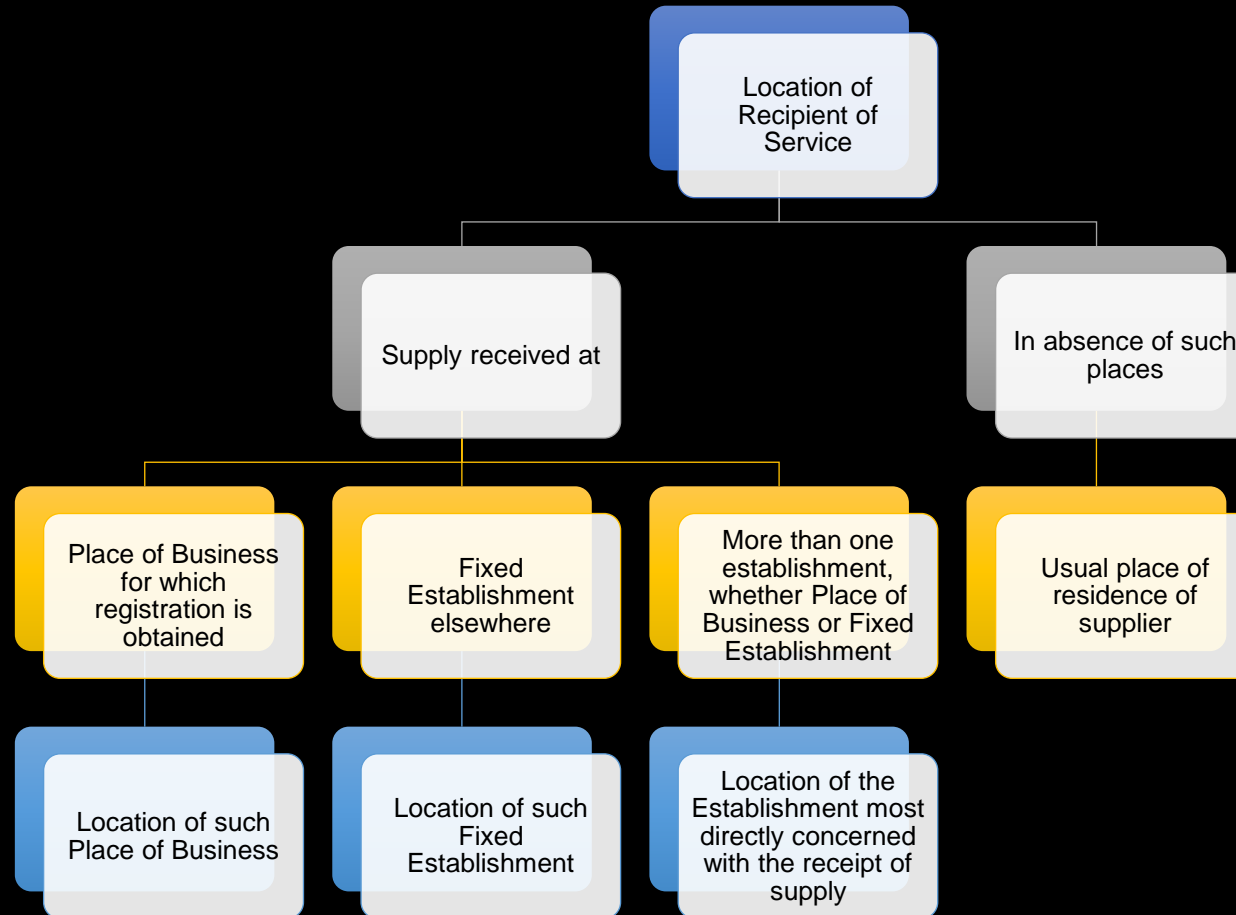 Location of
Recipient of
Service
Supply received at
In absence of such
places
Place of Business
for which
registration is
obtained
Fixed
Establishment
elsewhere
More than one
establishment,
whether Place of
Business or Fixed
Establishment
Usual place of
residence of
supplier
Location of such
Place of Business
Location of such
Fixed
Establishment
Location of the
Establishment most
directly concerned
with the receipt of
supply